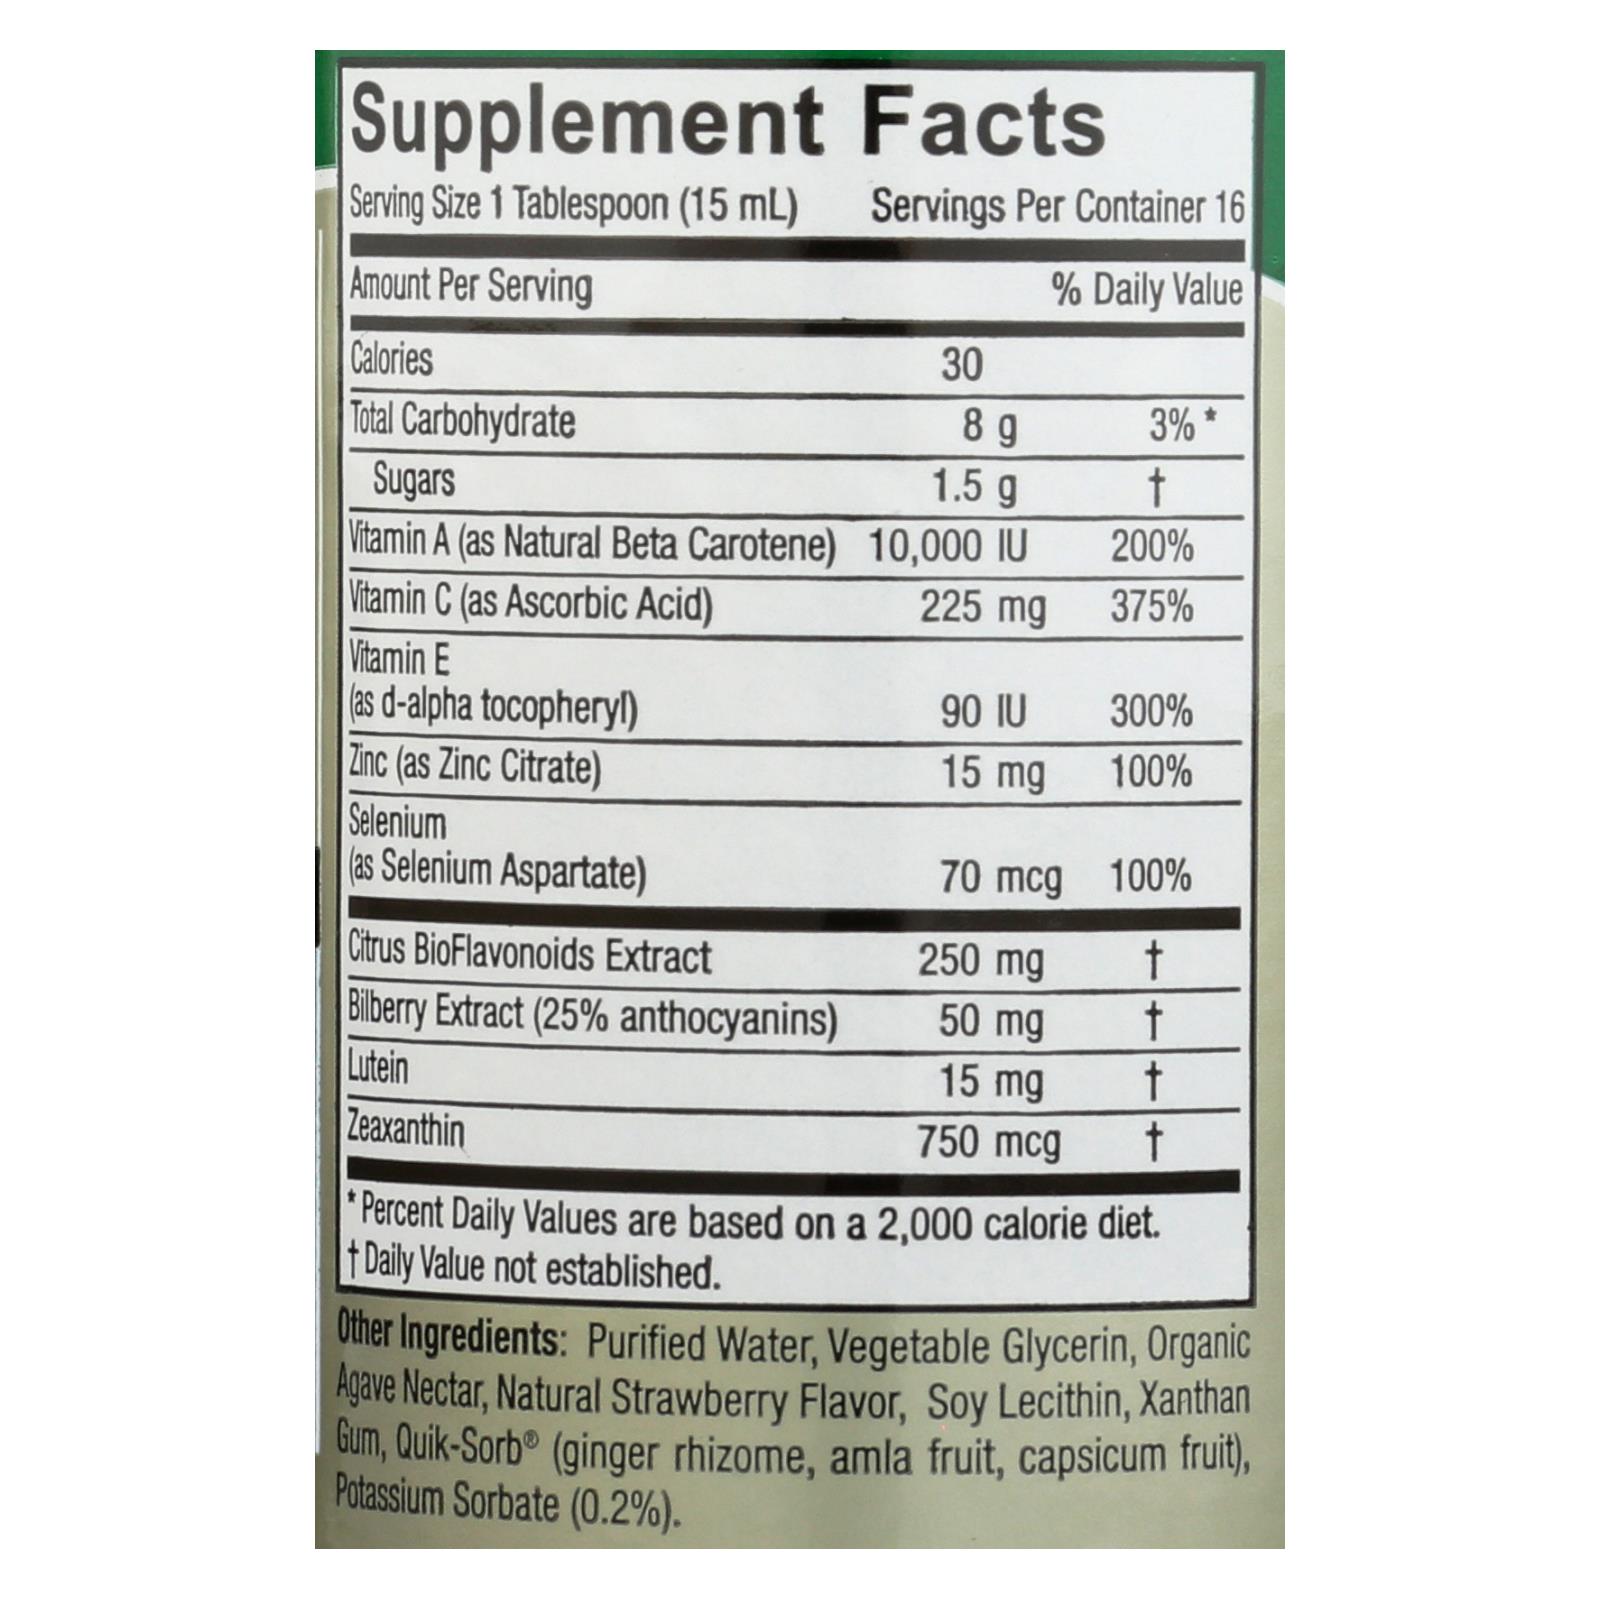 Supplement Facts
Serving Size 1 Tablespoon (15 mL) Servings Per Container 16
Amount Per Serving % Daily Value
Calories 30
Total Carbohydrate 8 g 3% *
Sugars 1.5 g †
Vitamin A (as Natural Beta Carotene) 10,000 IU 200%
Vitamin C (as Ascorbic Acid) 225 mg 375%
Vitamin E
(as d-alpha tocopheryl) 90 IU 300%
Zinc (as Zinc Citrate) 15 mg 100%
Selenium
(as Selenium Aspartate) 70 mcg 100%
Citrus BioFlavonoids Extract 250 mg †
Bilberry Extract (25% anthocyanins) 50 mg †
Lutein 15 mg †
Zeaxanthin 750 mcg †
* Percent Daily Values are based on a 2,000 calorie diet.
† Daily Value not established.
Other Ingredients: Purified Water, Vegetable Glycerin, Organic
Agave Nectar, Natural Strawberry Flavor, Soy Lecithin, Xanthan
Gum, Quik-Sorb® (ginger rhizome, amla fruit, capsicum fruit),
Potassium Sorbate (0.2%).